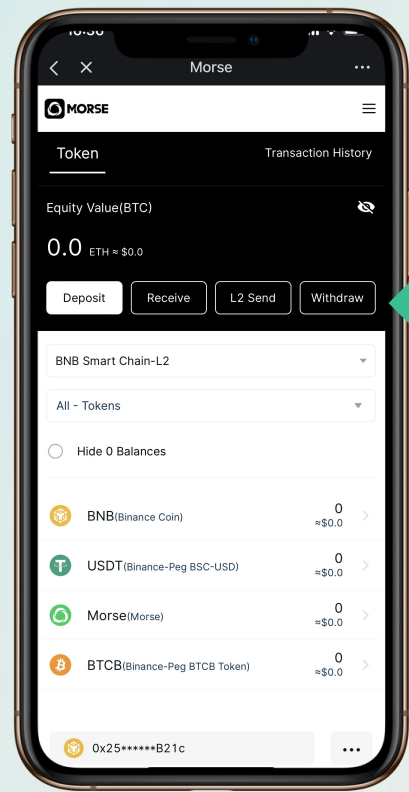 10:30
Morse
MORSE
Token Transaction History
Equity Value(BTC)
0.0 ETH ≈ $0.0
Deposit Receive L2 Send Withdraw
BNB Smart Chain-L2
All - Tokens
Hide 0 Balances
BNB(Binance Coin) 0
≈$0.0
USDT(Binance-Peg BSC-USD) 0
≈$0.0
Morse(Morse) 0
≈$0.0
BTCB(Binance-Peg BTCB Token) 0
≈$0.0
0x25******B21c